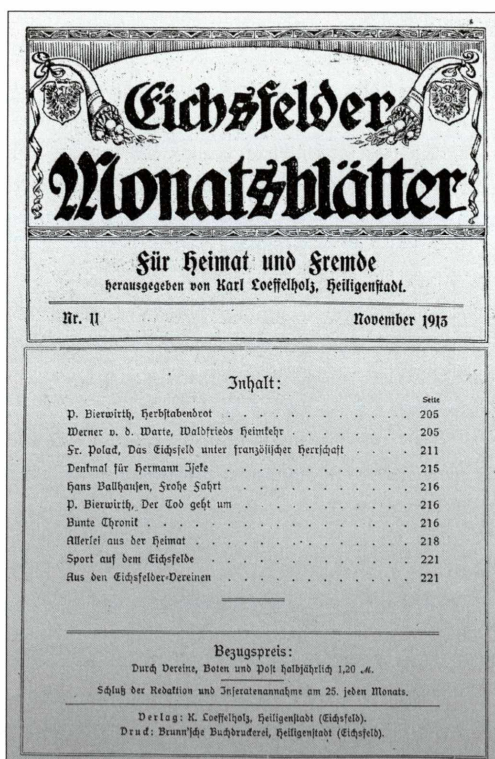 Eichsfelder
Monatsblätter
Für Heimat und Fremde
herausgegeben von Karl Loeffelholz, Heiligenstadt.
Nr. 11 November 1913
Inhalt:
Seite
P. Bierwirth, Herbstabendrot . . . . . . . . . . . . 205
Werner v. d. Warte, Waldfrieds Heimkehr . . . . . . . . 205
Fr. Polack, Das Eichsfeld unter französischer Herrschaft . . . . 211
Denkmal für Hermann Iseke . . . . . . . . . . . . 215
Hans Ballhausen, Frohe Fahrt . . . . . . . . . . . . 216
P. Bierwirth, Der Tod geht um . . . . . . . . . . . . 216
Bunte Chronik . . . . . . . . . . . . . . . . 216
Allerlei aus der Heimat . . . . . . . . . . . . . 218
Sport auf dem Eichsfelde . . . . . . . . . . . . . 221
Aus den Eichsfelder-Vereinen . . . . . . . . . . . 221
Bezugspreis:
Durch Vereine, Boten und Post halbjährlich 1,20 M.
Schluß der Redaktion und Inseratenannahme am 25. jeden Monats.
Verlag: K. Loeffelholz, Heiligenstadt (Eichsfeld).
Druck: Brunn'sche Buchdruckerei, Heiligenstadt (Eichsfeld).